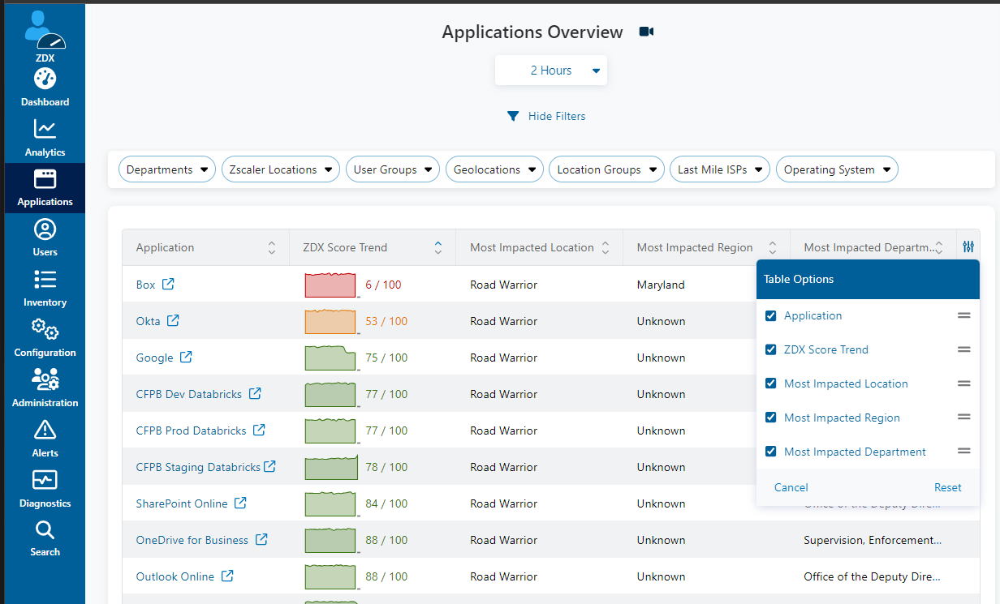 Applications Overview
2 Hours
Hide Filters
ZDX
Dashboard
Analytics
Applications
Users
Inventory
Configuration
Administration
Alerts
Diagnostics
Search
Departments Zscaler Locations User Groups Geolocations Location Groups Last Mile ISPs Operating System
Application ZDX Score Trend Most Impacted Location Most Impacted Region Most Impacted Departm...
Box 6 / 100 Road Warrior Maryland
Okta 53 / 100 Road Warrior Unknown
Google 75 / 100 Road Warrior Unknown
CFPB Dev Databricks 77 / 100 Road Warrior Unknown
CFPB Prod Databricks 77 / 100 Road Warrior Unknown
CFPB Staging Databricks 78 / 100 Road Warrior Unknown
SharePoint Online 84 / 100 Road Warrior Unknown Office of the Deputy Dire...
OneDrive for Business 88 / 100 Road Warrior Unknown Supervision, Enforcement...
Outlook Online 88 / 100 Road Warrior Unknown Office of the Deputy Dire...
Table Options
Application
ZDX Score Trend
Most Impacted Location
Most Impacted Region
Most Impacted Department
Cancel Reset